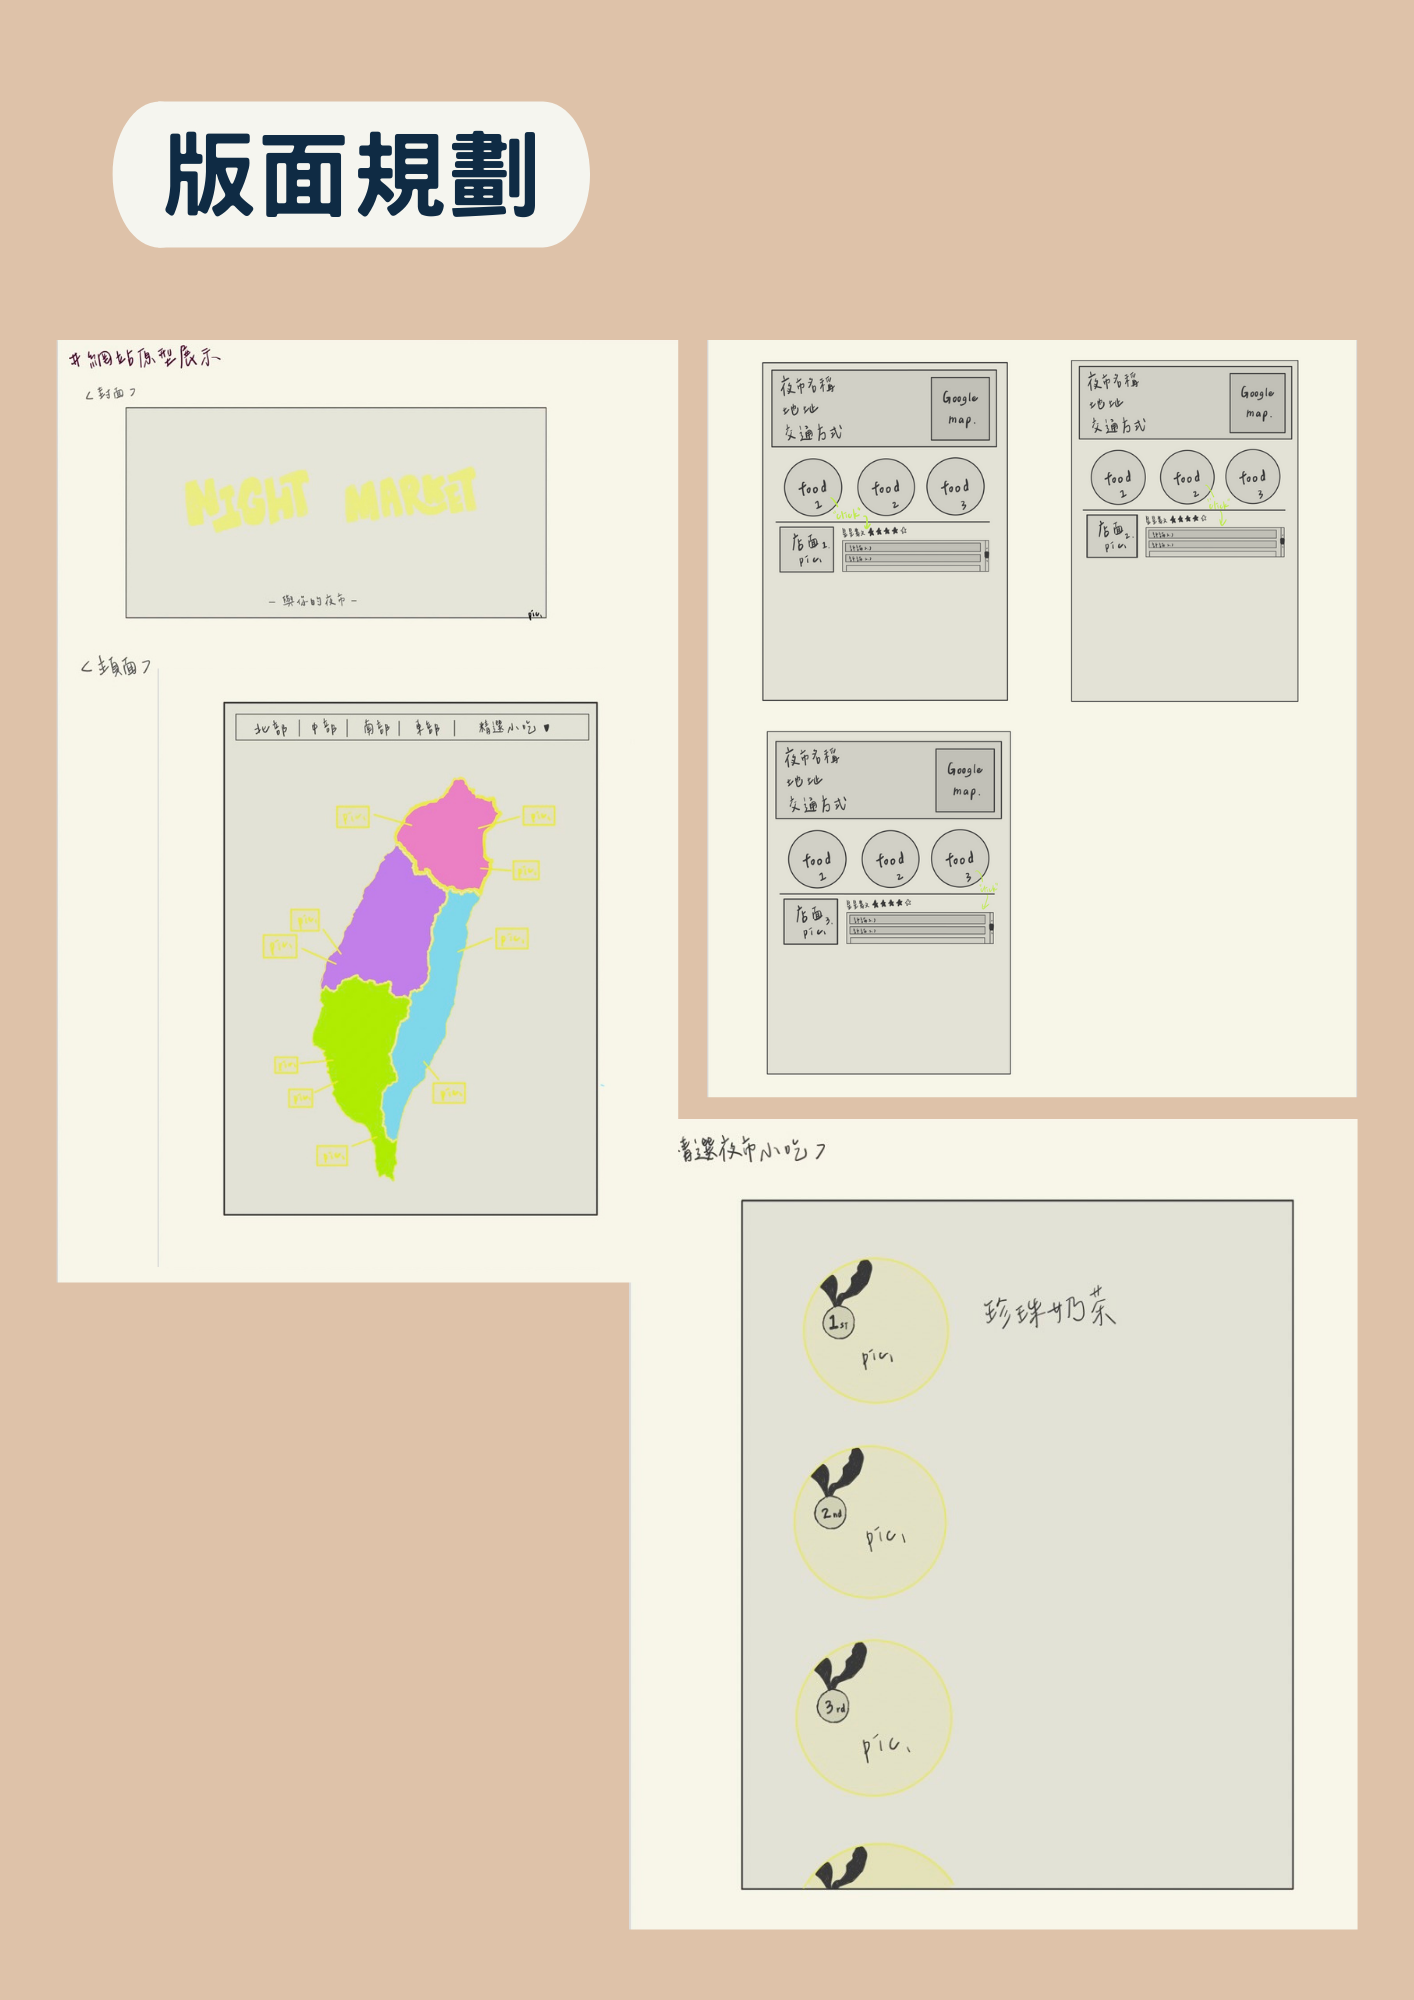 版面規劃
#網站原型展示
<封面>
NIGHT MARKET
- 與你的夜市 -
pic.
<主頁面>
北部 | 中部 | 南部 | 東部 | 精選小吃 ♥
pic.
pic.
pic.
pic.
pic.
pic.
pic.
pic.
pic.
pic.
夜市名稱
地址
交通方式
Google
map.
food
1
food
2
food
3
店面1.
pic.
★★★★☆
夜市名稱
地址
交通方式
Google
map.
food
1
food
2
food
3
店面2.
pic.
★★★★☆
夜市名稱
地址
交通方式
Google
map.
food
1
food
2
food
3
店面3.
pic.
★★★★☆
精選夜市小吃>
1ST
pic.
珍珠奶茶
2nd
pic.
3rd
pic.